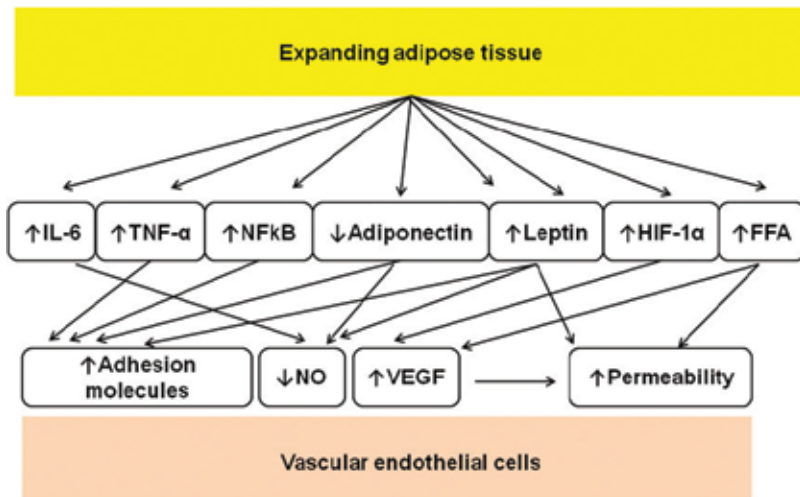 Expanding adipose tissue
↑IL-6 ↑TNF-α ↑NFkB ↓Adiponectin ↑Leptin ↑HIF-1α ↑FFA
↑Adhesion
molecules
↓NO ↑VEGF ↑Permeability
Vascular endothelial cells